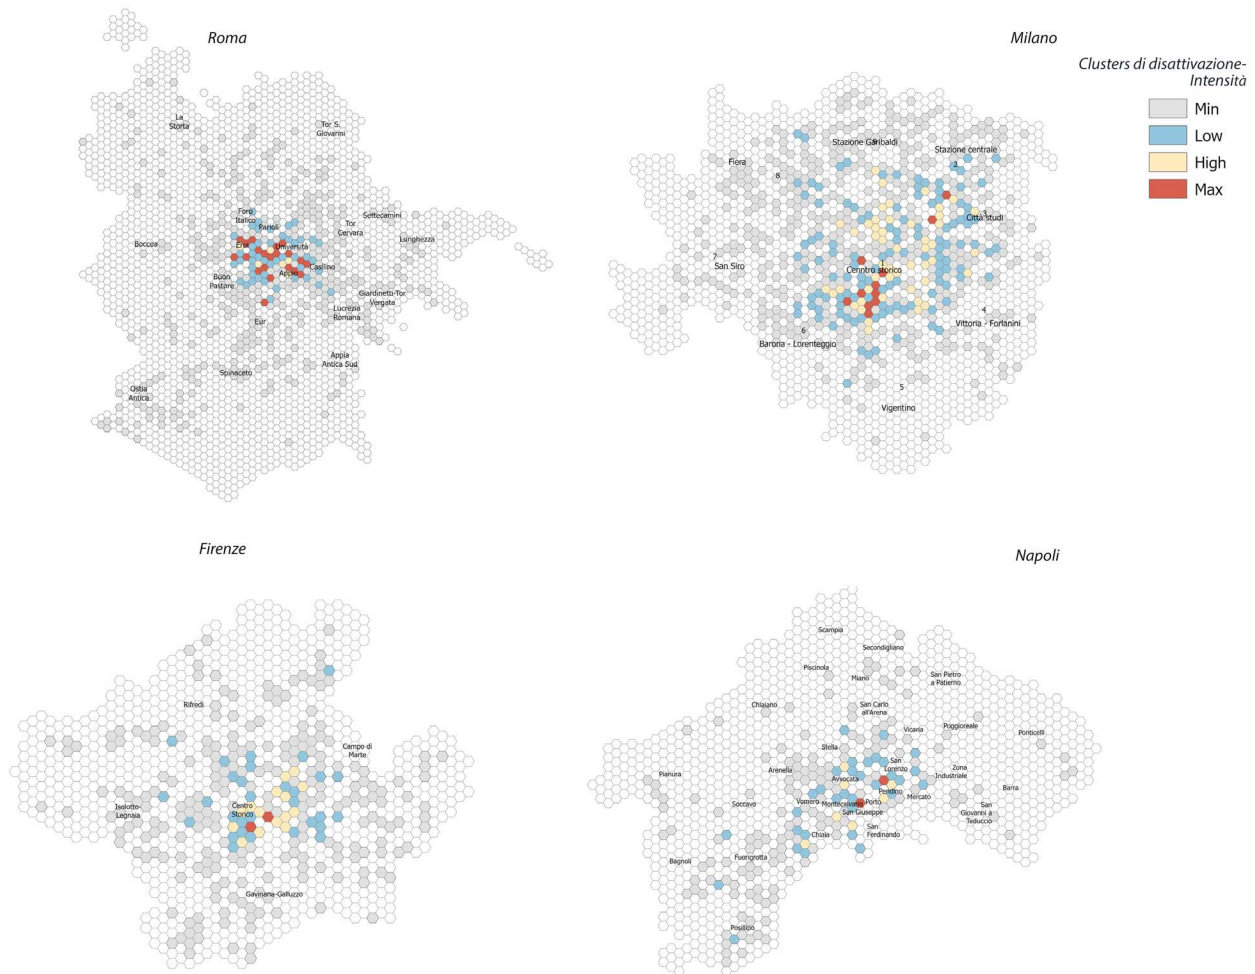 Roma
Milano
Clusters di disattivazione-
Intensità
Min
Low
High
Max
La
Storta
Tor S.
Giovanni
Foro
Italico
Parioli
Settecamini
Tor
Cervara
Lunghezza
Boccea
Eroi
Università
Casilino
Appio
Buon
Pastore
Giardinetti-Tor
Vergata
Lucrezia
Romana
Eur
Appia
Antica Sud
Spinaceto
Ostia
Antica
9
Stazione Garibaldi
Stazione centrale
2
Fiera
8
3
Città studi
7
San Siro
1
Cenntro storico
4
Vittoria - Forlanini
6
Barona - Lorenteggio
5
Vigentino
Firenze
Napoli
Rifredi
Campo di
Marte
Isolotto-
Legnaia
Centro
Storico
Gavinana-Galluzzo
Scampia
Secondigliano
Piscinola
Miano
San Pietro
a Patierno
Chiaiano
San Carlo
all'Arena
Vicaria
Poggioreale
Ponticelli
Stella
San
Lorenzo
Zona
Industriale
Pianura
Arenella
Avvocata
Pendino
Mercato
Barra
Soccavo
Vomero
Montecalvario
Porto
San Giuseppe
San
Giovanni a
Teduccio
Chiaia
San
Ferdinando
Bagnoli
Fuorigrotta
Posillipo